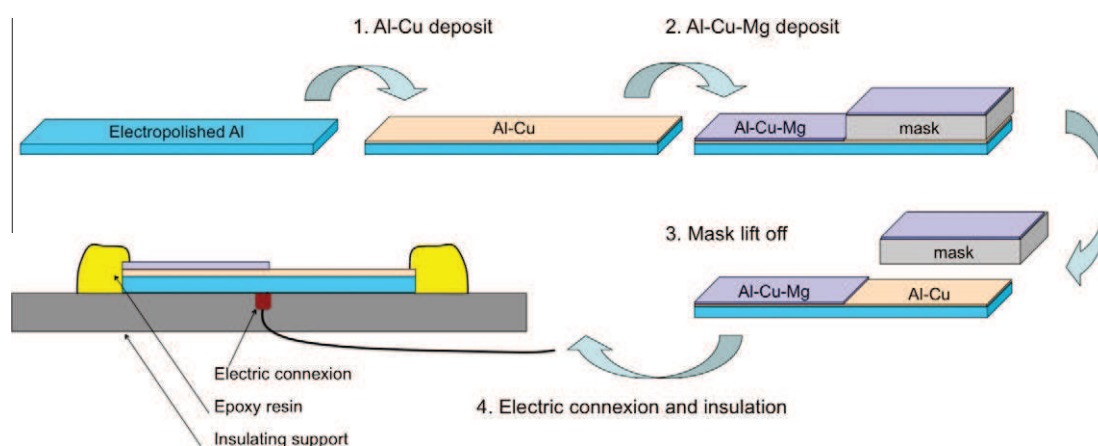 1. Al-Cu deposit
2. Al-Cu-Mg deposit
Electropolished Al
Al-Cu
Al-Cu-Mg
mask
3. Mask lift off
mask
Al-Cu-Mg
Al-Cu
Electric connexion
Epoxy resin
Insulating support
4. Electric connexion and insulation